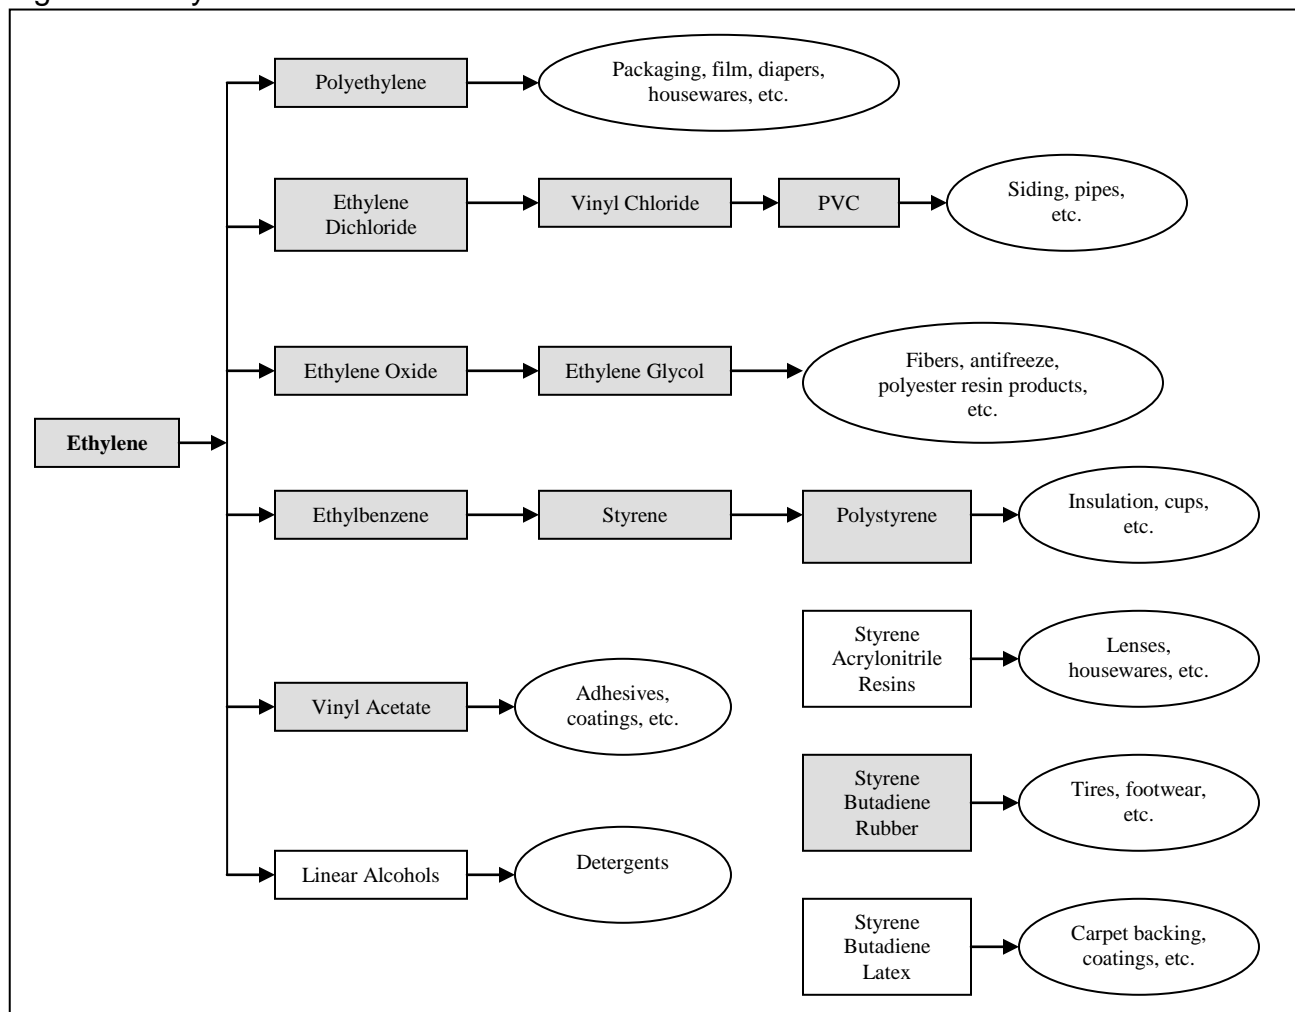 Polyethylene
Packaging, film, diapers,
housewares, etc.
Ethylene
Dichloride
Vinyl Chloride
PVC
Siding, pipes,
etc.
Ethylene Oxide
Ethylene Glycol
Fibers, antifreeze,
polyester resin products,
etc.
Ethylene
Ethylbenzene
Styrene
Polystyrene
Insulation, cups,
etc.
Styrene
Acrylonitrile
Resins
Lenses,
housewares, etc.
Vinyl Acetate
Adhesives,
coatings, etc.
Styrene
Butadiene
Rubber
Tires, footwear,
etc.
Linear Alcohols
Detergents
Styrene
Butadiene
Latex
Carpet backing,
coatings, etc.